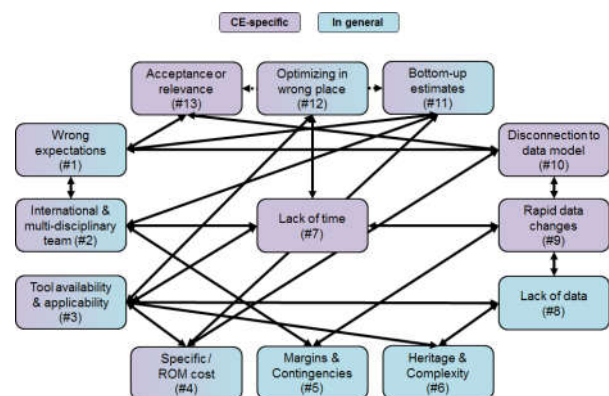 CE-specific
In general
Acceptance or
relevance
(#13)
Optimizing in
wrong place
(#12)
Bottom-up
estimates
(#11)
Wrong
expectations
(#1)
Disconnection to
data model
(#10)
International &
multi-disciplinary
team (#2)
Lack of time
(#7)
Rapid data
changes
(#9)
Tool availability
& applicability
(#3)
Lack of data
(#8)
Specific /
ROM cost
(#4)
Margins &
Contingencies
(#5)
Heritage &
Complexity
(#6)